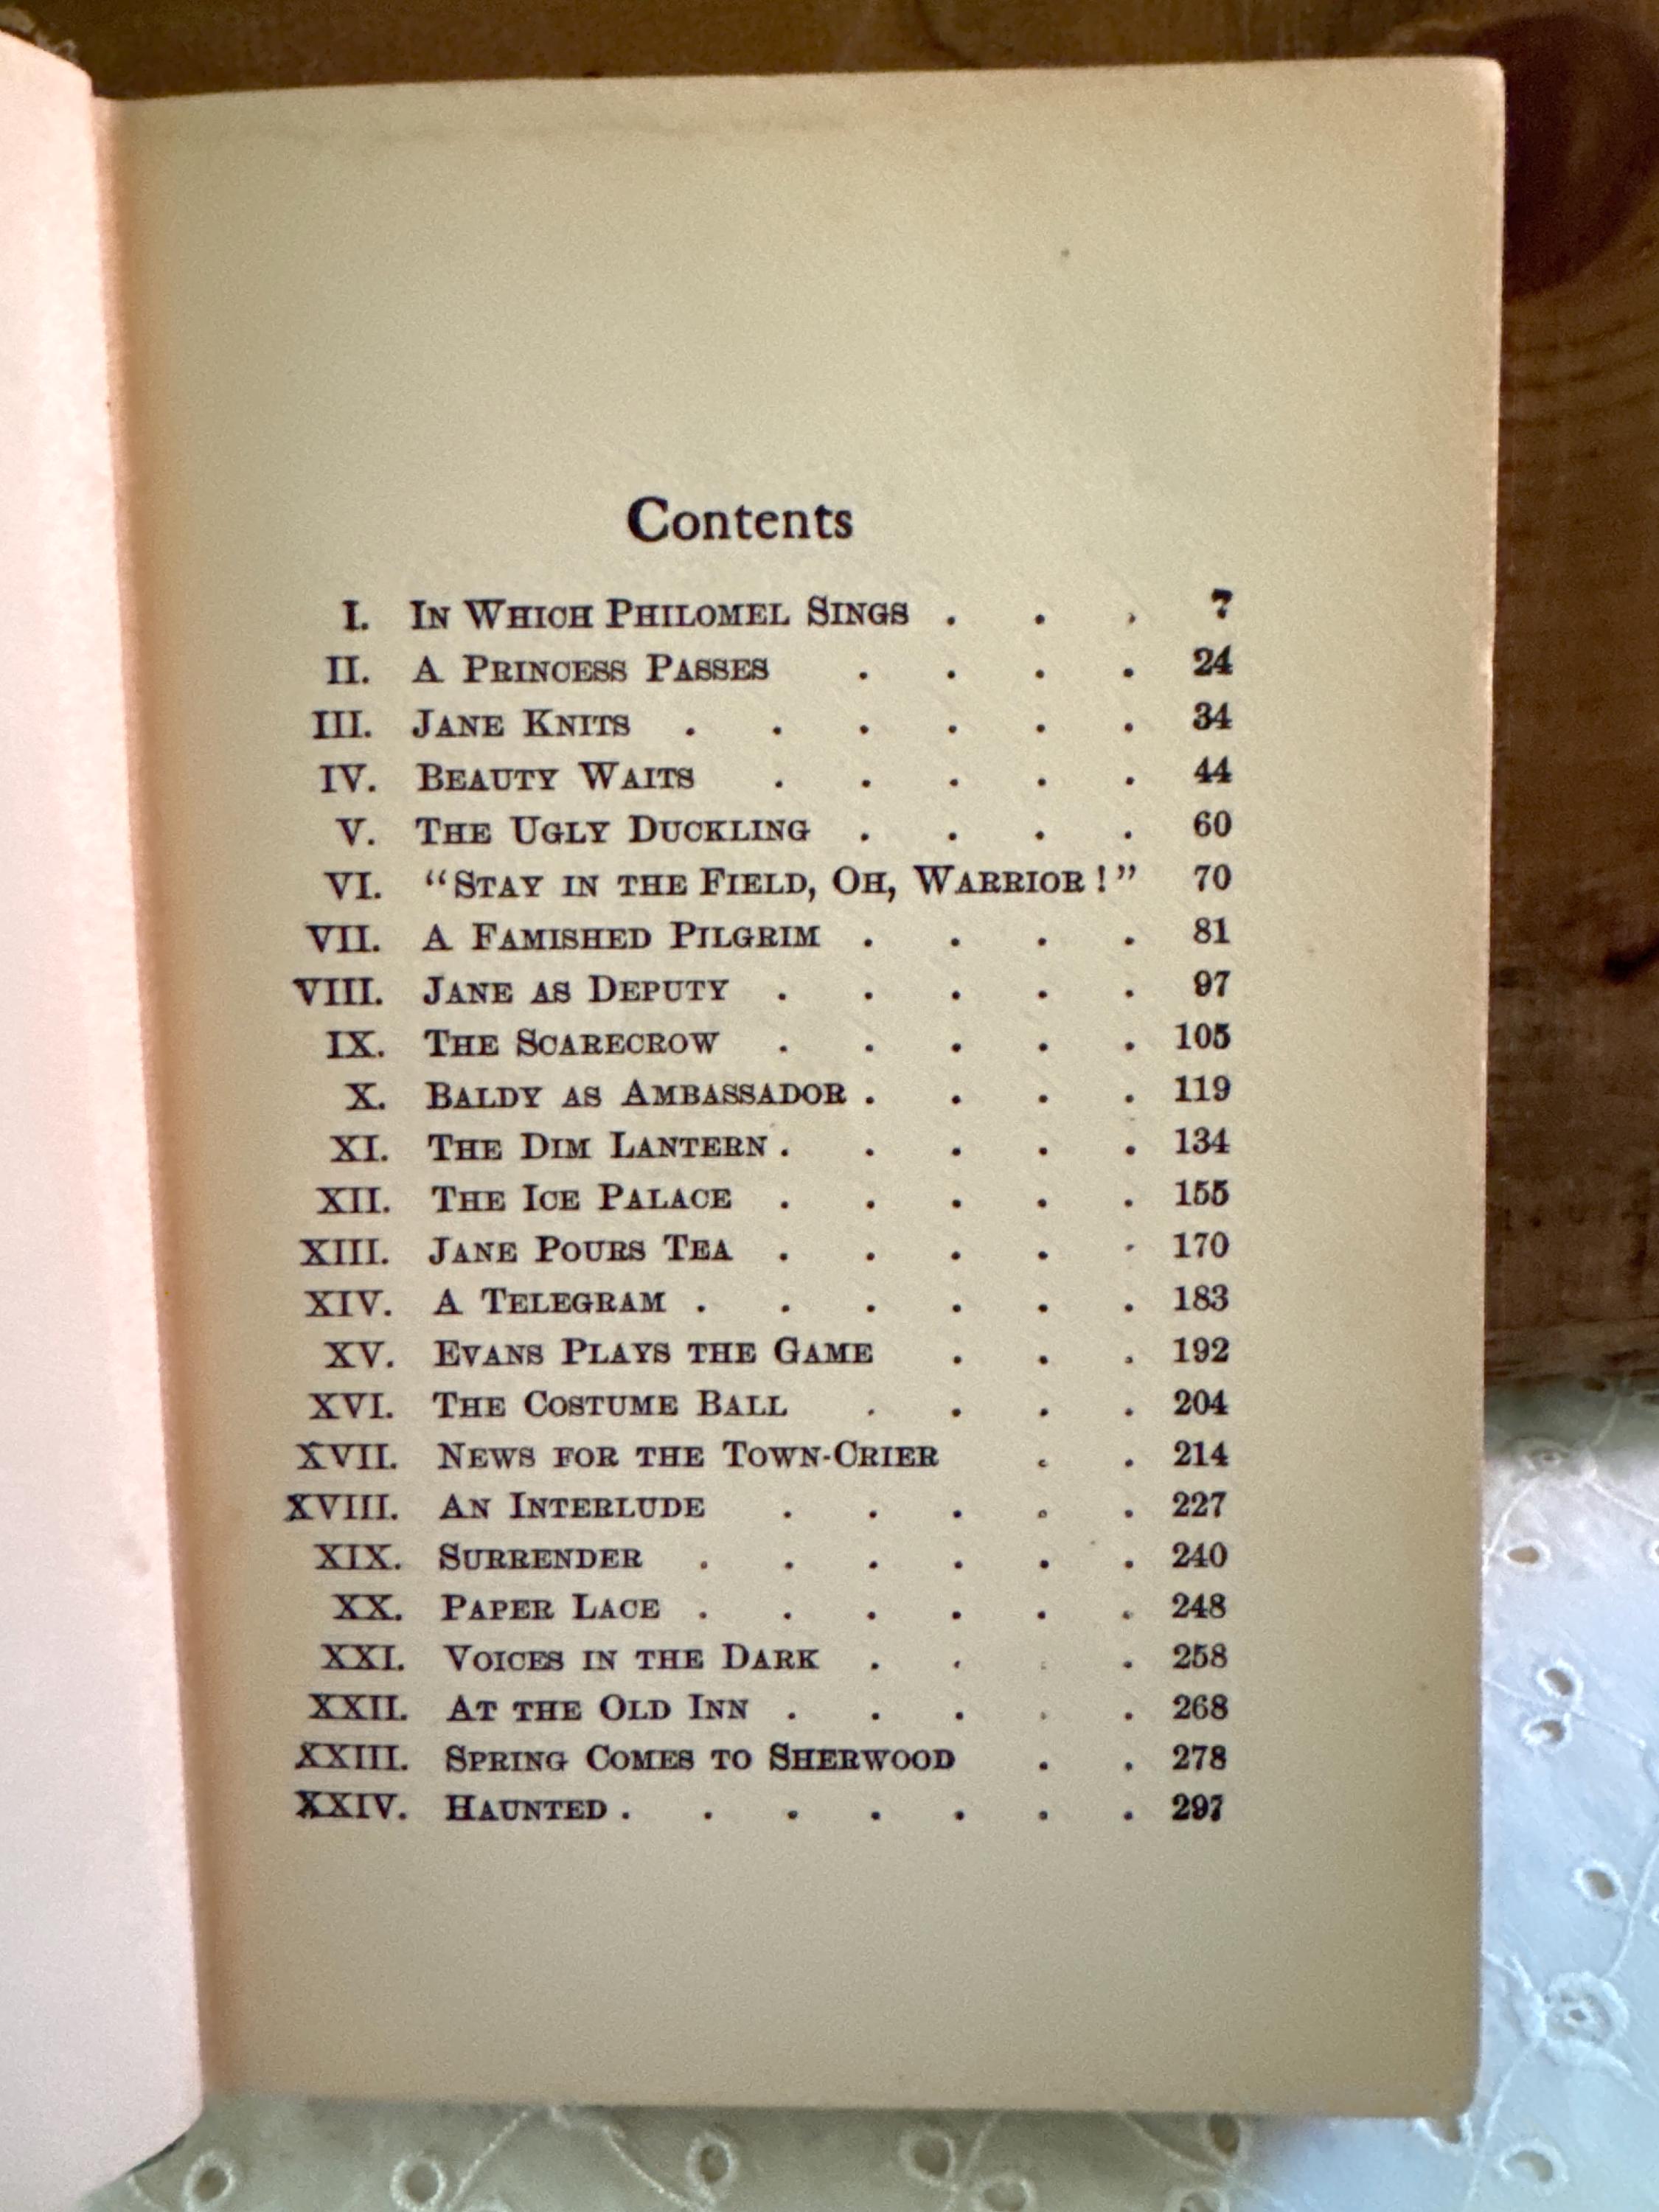 Contents
I. In Which Philomel Sings . . . 7
II. A Princess Passes . . . . 24
III. Jane Knits . . . . . . 34
IV. Beauty Waits . . . . . 44
V. The Ugly Duckling . . . . 60
VI. "Stay in the Field, Oh, Warrior!" 70
VII. A Famished Pilgrim . . . . 81
VIII. Jane as Deputy . . . . . 97
IX. The Scarecrow . . . . . 105
X. Baldy as Ambassador . . . . 119
XI. The Dim Lantern . . . . . 134
XII. The Ice Palace . . . . . 155
XIII. Jane Pours Tea . . . . . 170
XIV. A Telegram . . . . . . 183
XV. Evans Plays the Game . . . 192
XVI. The Costume Ball . . . . 204
XVII. News for the Town-Crier . . 214
XVIII. An Interlude . . . . . 227
XIX. Surrender . . . . . . 240
XX. Paper Lace . . . . . . 248
XXI. Voices in the Dark . . . . 258
XXII. At the Old Inn . . . . . 268
XXIII. Spring Comes to Sherwood . . 278
XXIV. Haunted . . . . . . . 297